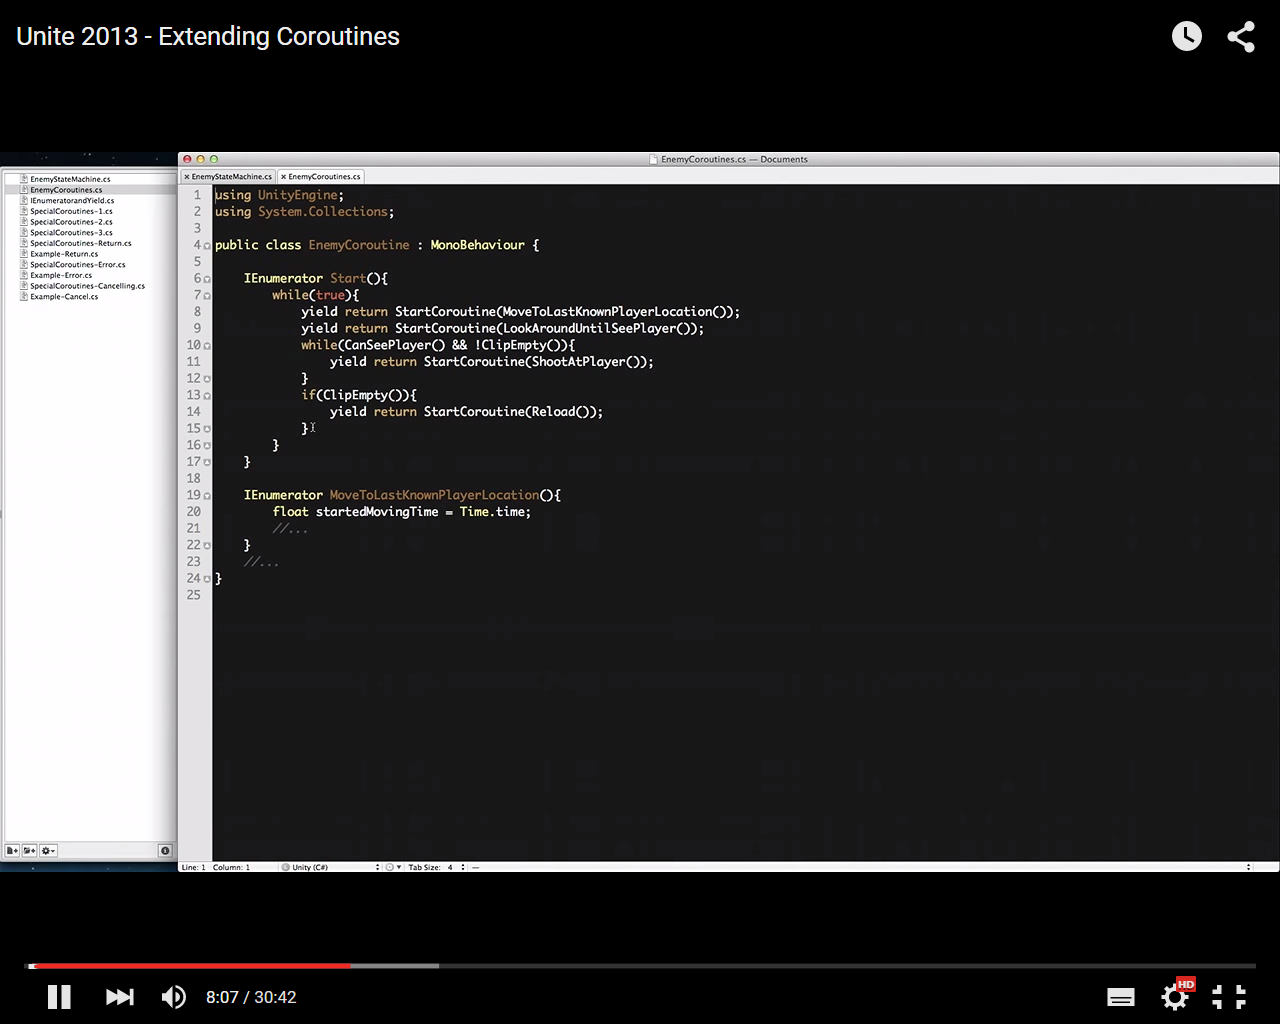 Unite 2013 - Extending Coroutines
EnemyCoroutines.cs — Documents
EnemyStateMachine.cs
EnemyCoroutines.cs
IEnumeratorandYield.cs
SpecialCoroutines-1.cs
SpecialCoroutines-2.cs
SpecialCoroutines-3.cs
SpecialCoroutines-Return.cs
Example-Return.cs
SpecialCoroutines-Error.cs
Example-Error.cs
SpecialCoroutines-Cancelling.cs
Example-Cancel.cs
EnemyStateMachine.cs EnemyCoroutines.cs
1 using UnityEngine;
2 using System.Collections;
3
4 public class EnemyCoroutine : MonoBehaviour {
5
6 IEnumerator Start(){
7 while(true){
8 yield return StartCoroutine(MoveToLastKnownPlayerLocation());
9 yield return StartCoroutine(LookAroundUntilSeePlayer());
10 while(CanSeePlayer() && !ClipEmpty()){
11 yield return StartCoroutine(ShootAtPlayer());
12 }
13 if(ClipEmpty()){
14 yield return StartCoroutine(Reload());
15 }
16 }
17 }
18
19 IEnumerator MoveToLastKnownPlayerLocation(){
20 float startedMovingTime = Time.time;
21 //...
22 }
23 //...
24 }
25
Line: 1 Column: 1 Unity (C#) Tab Size: 4 —
8:07 / 30:42
HD